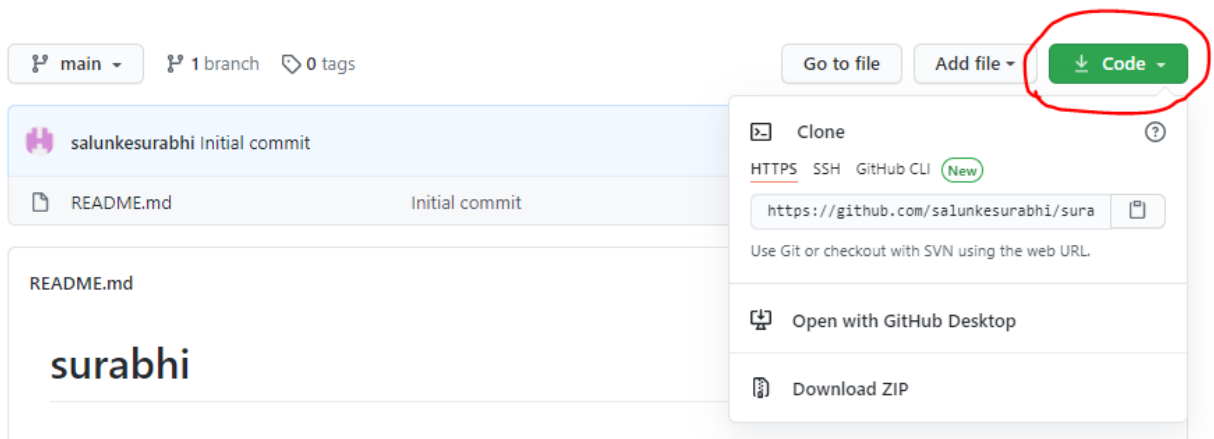 main 1 branch 0 tags Go to file Add file Code
salunkesurabhi Initial commit
README.md Initial commit
README.md
surabhi
Clone
HTTPS SSH GitHub CLI New
https://github.com/salunkesurabhi/sura
Use Git or checkout with SVN using the web URL.
Open with GitHub Desktop
Download ZIP